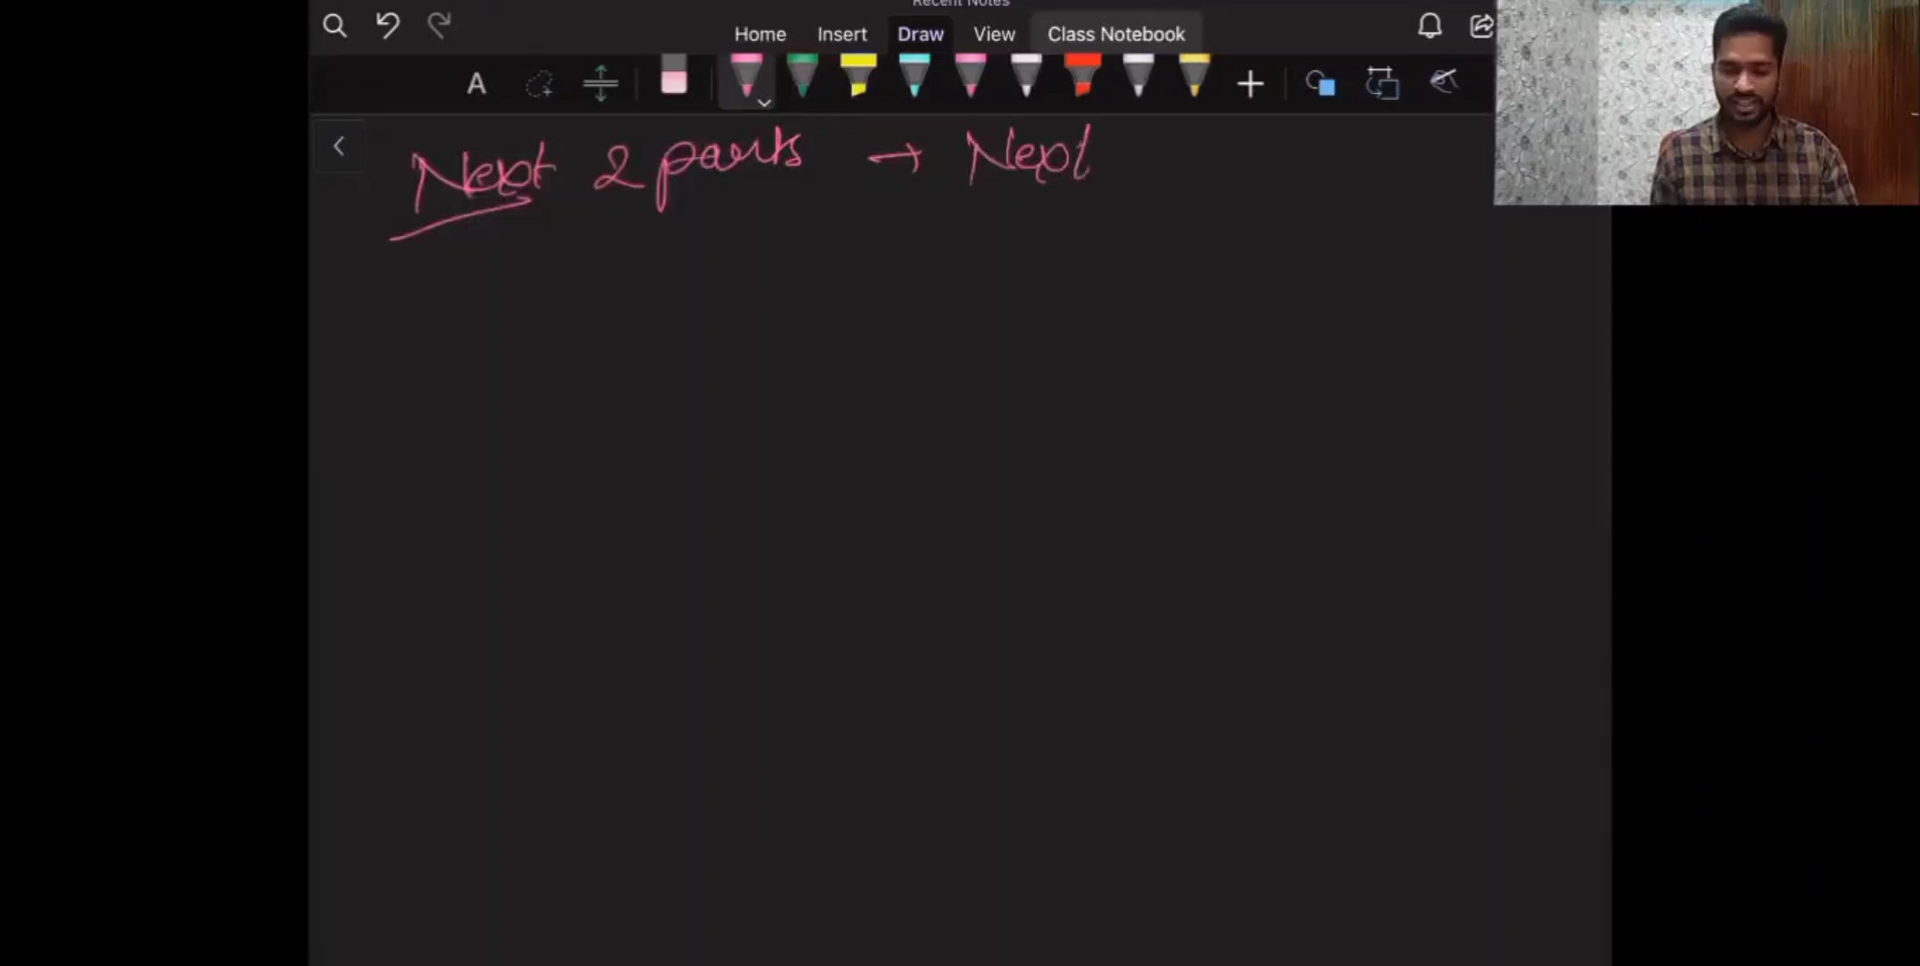 Recent Notes
Home Insert Draw View Class Notebook
A
Next 2 parts → Next